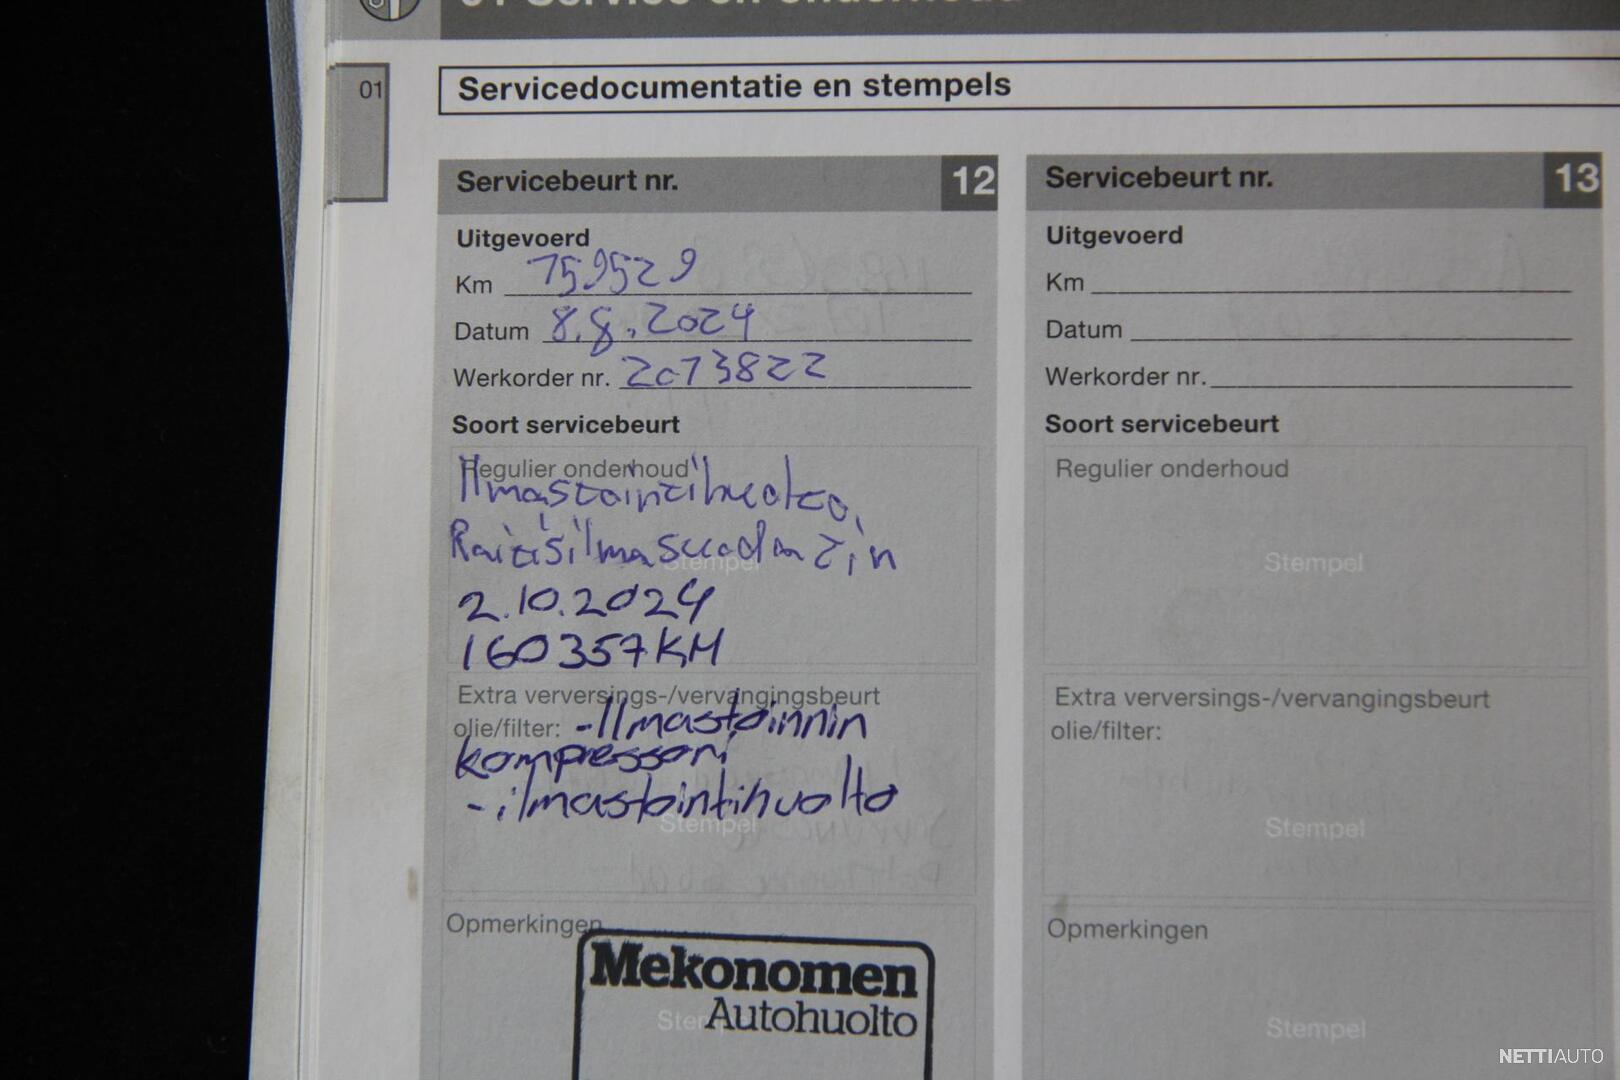 01
Servicedocumentatie en stempels
Servicebeurt nr. 12
Uitgevoerd
Km 159529
Datum 8.8.2024
Werkorder nr. 2013822
Soort servicebeurt
Regulier onderhoud
Ilmastointihuolto,
Raitisilmasuodatin
Stempel
2.10.2024
160357KM
Extra verversings-/vervangingsbeurt
olie/filter: -Ilmastoinnin
kompressori
-ilmastointihuolto
Stempel
Opmerkingen
Mekonomen
Autohuolto
Servicebeurt nr. 13
Uitgevoerd
Km
Datum
Werkorder nr.
Soort servicebeurt
Regulier onderhoud
Stempel
Extra verversings-/vervangingsbeurt
olie/filter:
Stempel
Opmerkingen
Stempel
NETTIAUTO